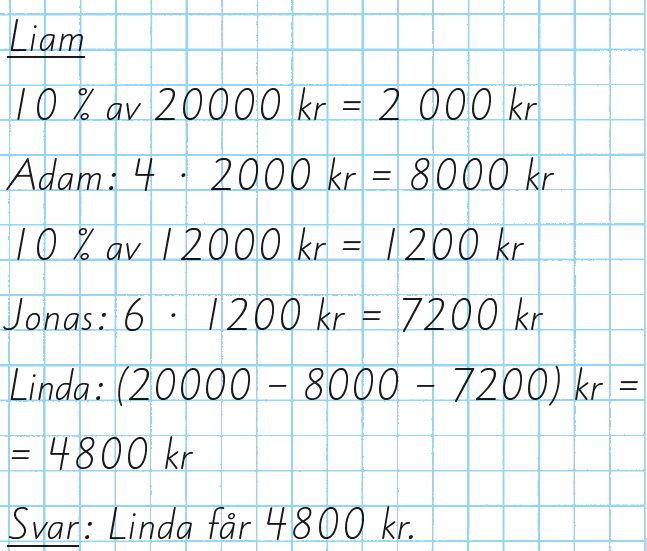 Liam
10 % av 20000 kr = 2 000 kr
Adam: 4 · 2000 kr = 8000 kr
10 % av 12000 kr = 1200 kr
Jonas: 6 · 1200 kr = 7200 kr
Linda: (20000 – 8000 – 7200) kr =
= 4800 kr
Svar: Linda får 4800 kr.